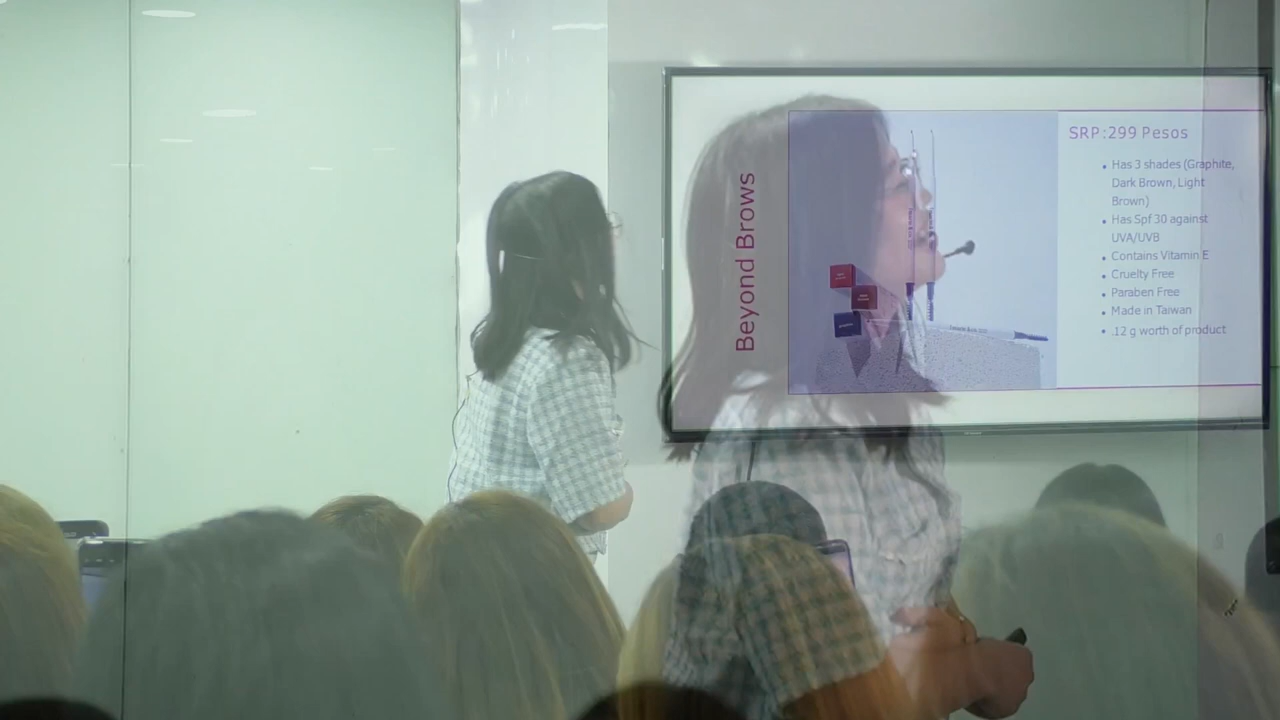 Beyond Brows
SRP:299 Pesos
Has 3 shades (Graphite,
Dark Brown, Light
Brown)
Has Spf 30 against
UVA/UVB
Contains Vitamin E
Cruelty Free
Paraben Free
Made in Taiwan
.12 g worth of product